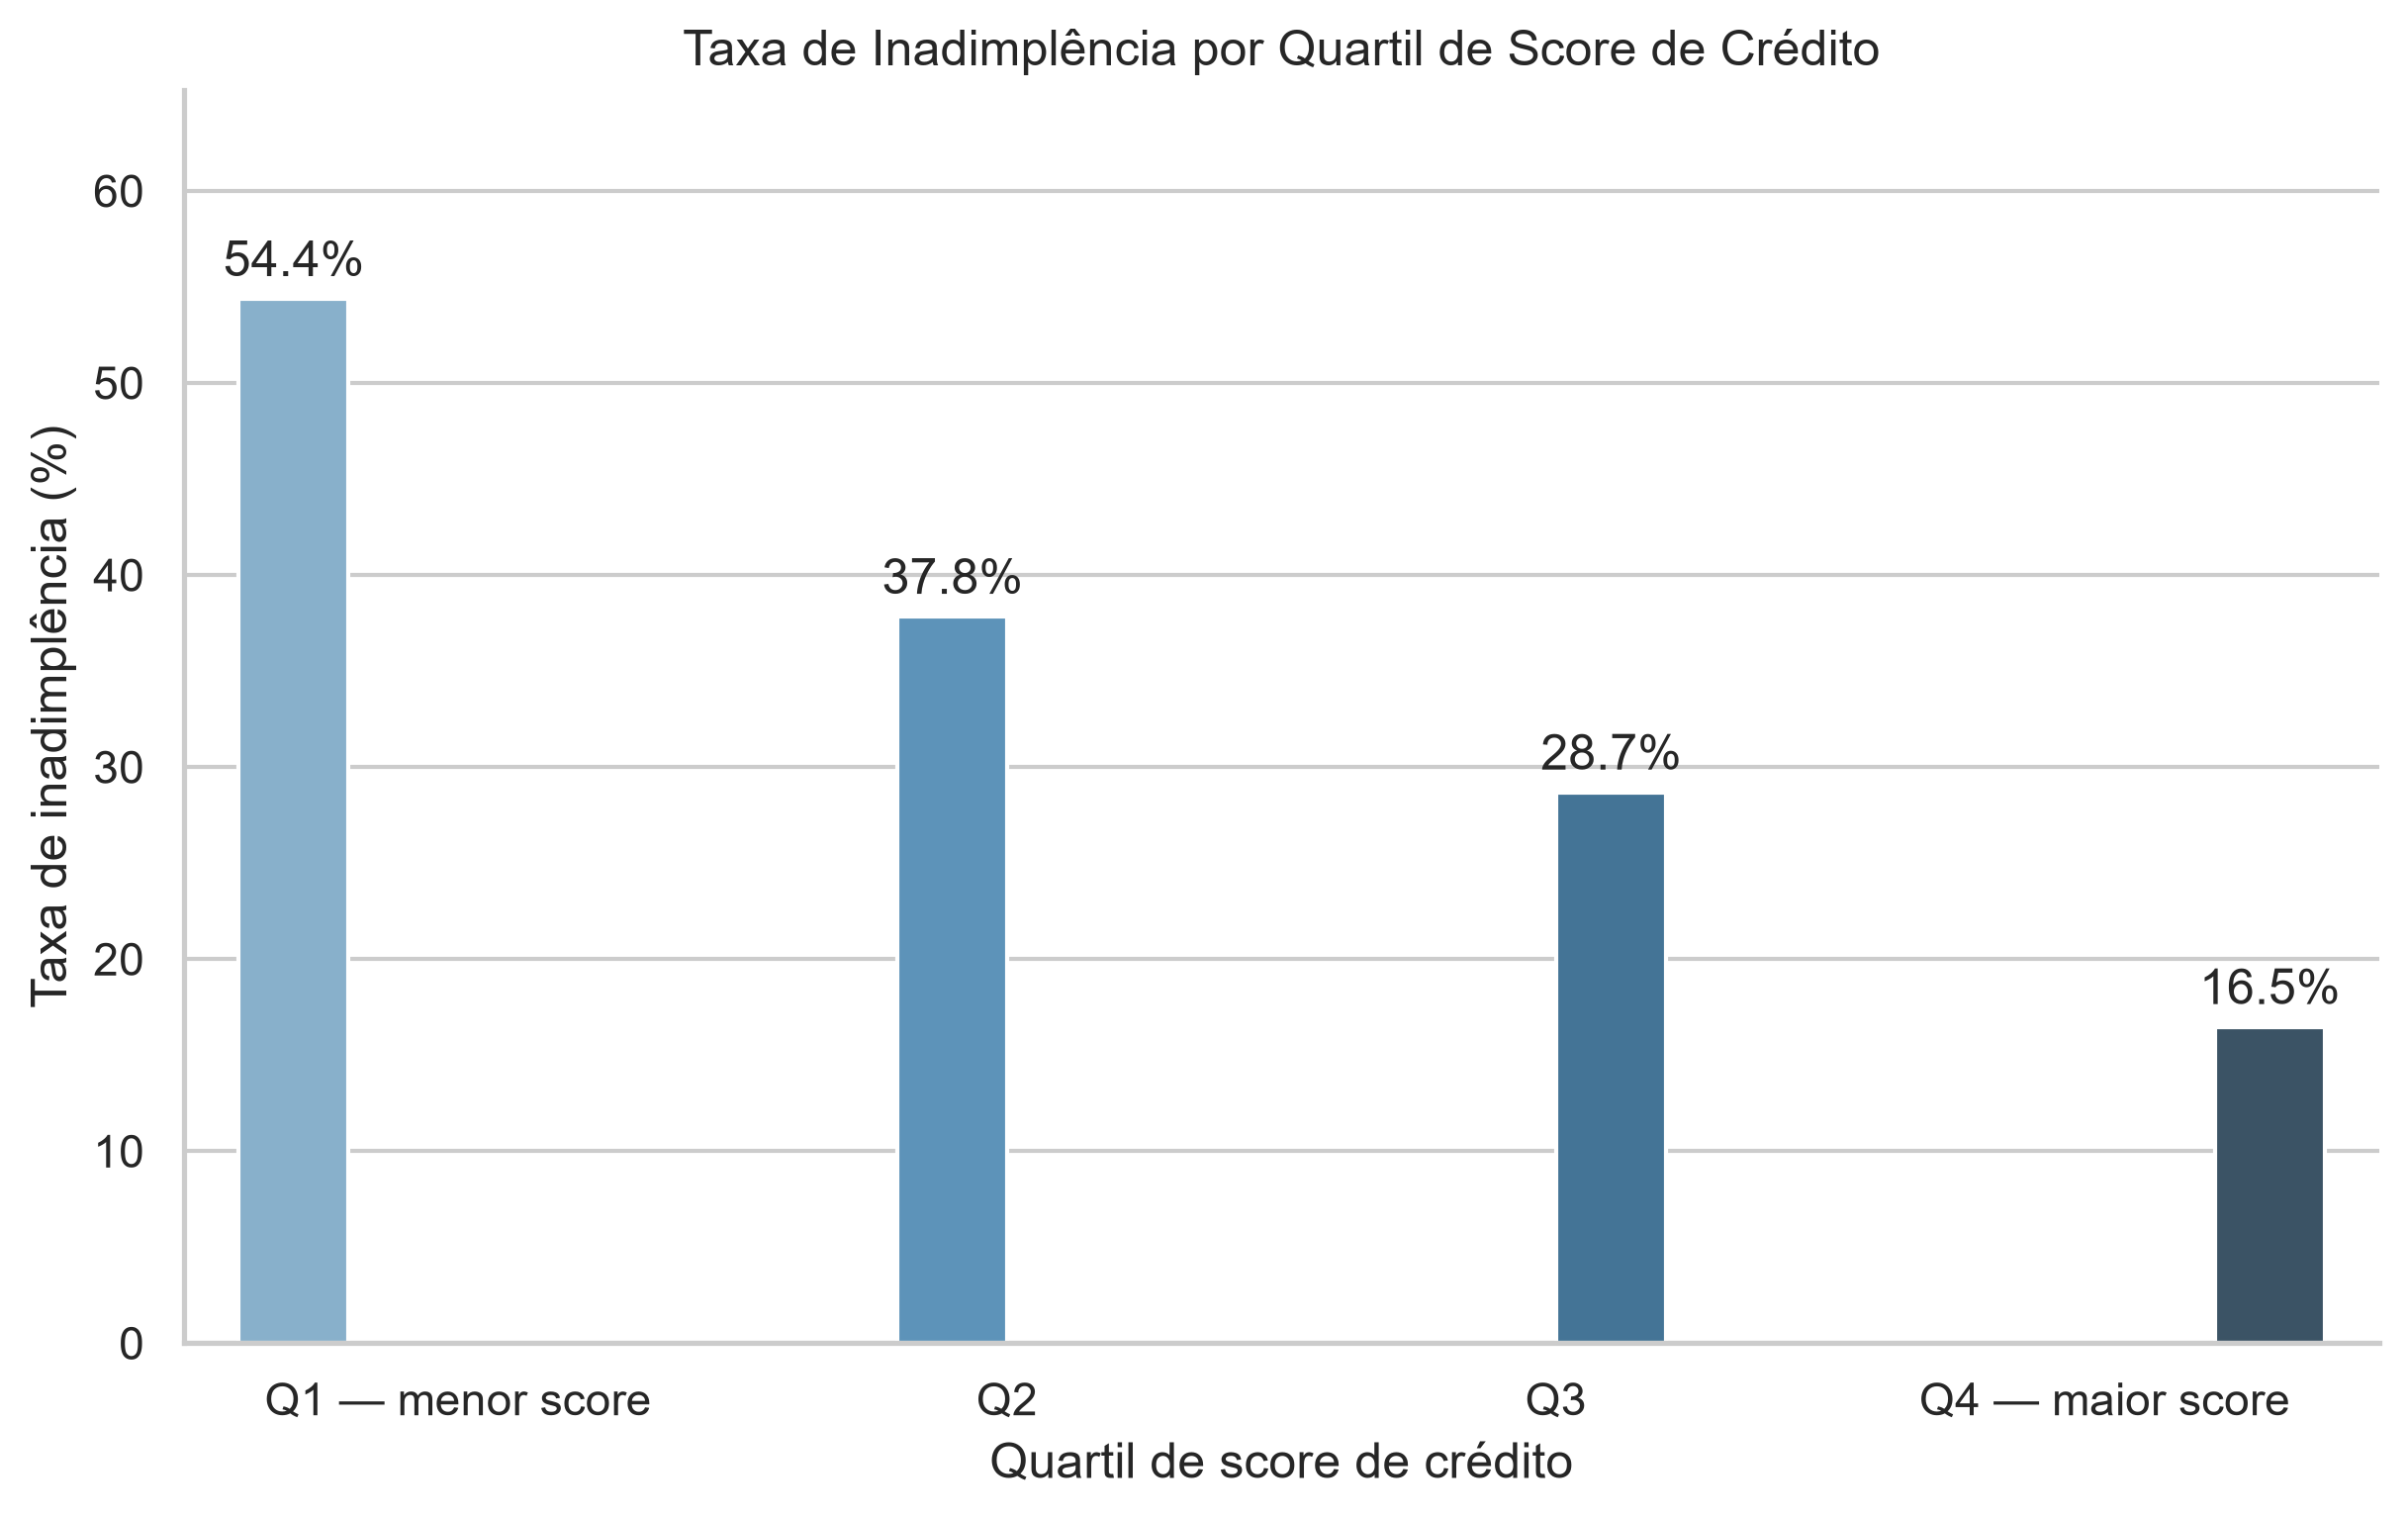 Taxa de Inadimplência por Quartil de Score de Crédito
Taxa de inadimplência (%)
60
50
40
30
20
10
0
54.4%
37.8%
28.7%
16.5%
Q1 — menor score
Q2
Q3
Q4 — maior score
Quartil de score de crédito